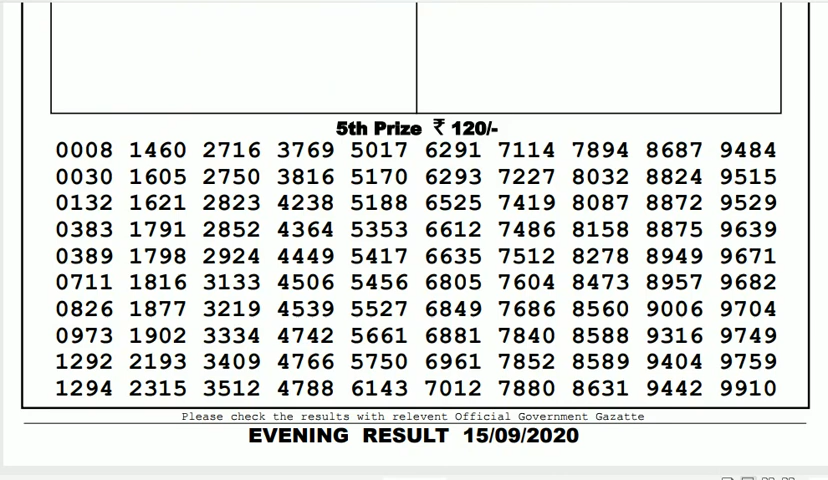 5th Prize ₹ 120/-
0008 1460 2716 3769 5017 6291 7114 7894 8687 9484
0030 1605 2750 3816 5170 6293 7227 8032 8824 9515
0132 1621 2823 4238 5188 6525 7419 8087 8872 9529
0383 1791 2852 4364 5353 6612 7486 8158 8875 9639
0389 1798 2924 4449 5417 6635 7512 8278 8949 9671
0711 1816 3133 4506 5456 6805 7604 8473 8957 9682
0826 1877 3219 4539 5527 6849 7686 8560 9006 9704
0973 1902 3334 4742 5661 6881 7840 8588 9316 9749
1292 2193 3409 4766 5750 6961 7852 8589 9404 9759
1294 2315 3512 4788 6143 7012 7880 8631 9442 9910
Please check the results with relevent Official Government Gazatte
EVENING RESULT 15/09/2020